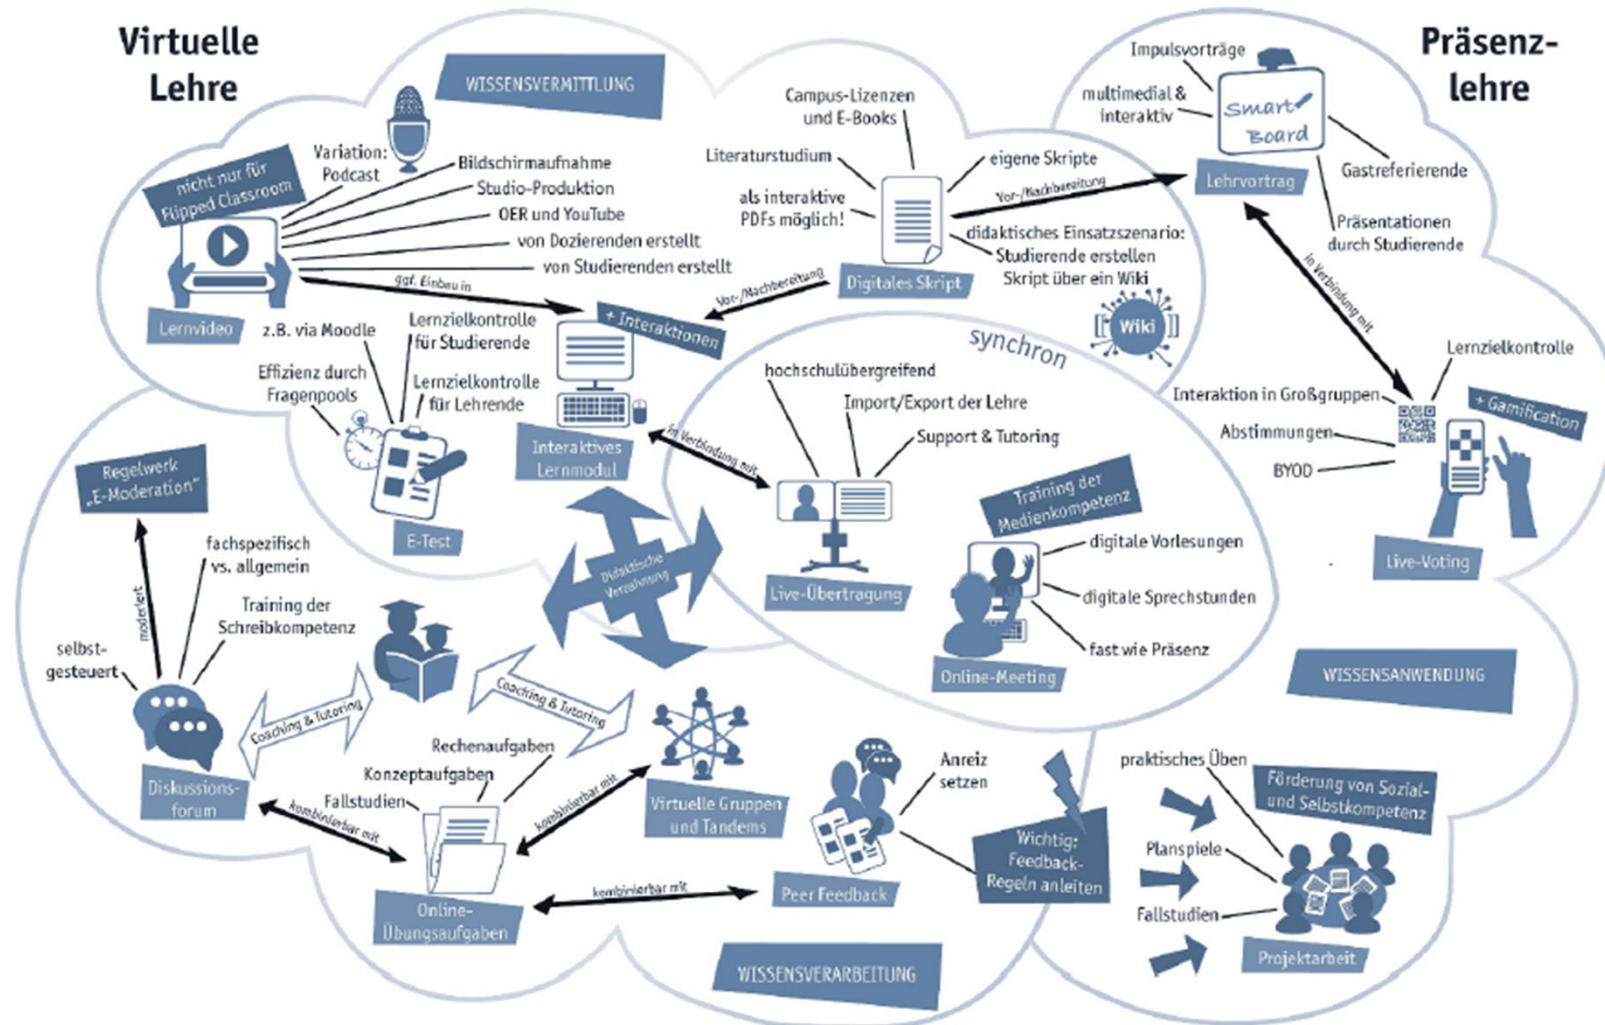 Virtuelle
Lehre
WISSENSVERMITTLUNG
nicht nur für
Flipped Classroom
Variation:
Podcast
Bildschirmaufnahme
Studio-Produktion
OER und YouTube
von Dozierenden erstellt
von Studierenden erstellt
Lernvideo
ggf. Einbau in
Campus-Lizenzen
und E-Books
Literaturstudium
als interaktive
PDFs möglich!
eigene Skripte
didaktisches Einsatzszenario:
Studierende erstellen
Skript über ein Wiki
Digitales Skript
Wiki
Vor-/Nachbereitung
Vor-/Nachbereitung
Präsenz-
lehre
Impulsvorträge
multimedial &
interaktiv
Smart
Board
Gastreferierende
Präsentationen
durch Studierende
Lehrvortrag
in Verbindung mit
Lernzielkontrolle
Interaktion in Großgruppen
Abstimmungen
BYOD
+ Gamification
Live-Voting
z.B. via Moodle
Lernzielkontrolle
für Studierende
Effizienz durch
Fragenpools
Lernzielkontrolle
für Lehrende
E-Test
+ Interaktionen
Interaktives
Lernmodul
in Verbindung mit
synchron
hochschulübergreifend
Import/Export der Lehre
Support & Tutoring
Live-Übertragung
Training der
Medienkompetenz
digitale Vorlesungen
digitale Sprechstunden
fast wie Präsenz
Online-Meeting
Didaktische
Verzahnung
Regelwerk
„E-Moderation"
moderiert
fachspezifisch
vs. allgemein
Training der
Schreibkompetenz
selbst-
gesteuert
Diskussions-
forum
Coaching & Tutoring
Coaching & Tutoring
kombinierbar mit
Rechenaufgaben
Konzeptaufgaben
Fallstudien
Online-
Übungsaufgaben
kombinierbar mit
Virtuelle Gruppen
und Tandems
kombinierbar mit
Anreiz
setzen
Peer Feedback
Wichtig:
Feedback-
Regeln anleiten
WISSENSVERARBEITUNG
WISSENSANWENDUNG
praktisches Üben
Planspiele
Fallstudien
Förderung von Sozial-
und Selbstkompetenz
Projektarbeit